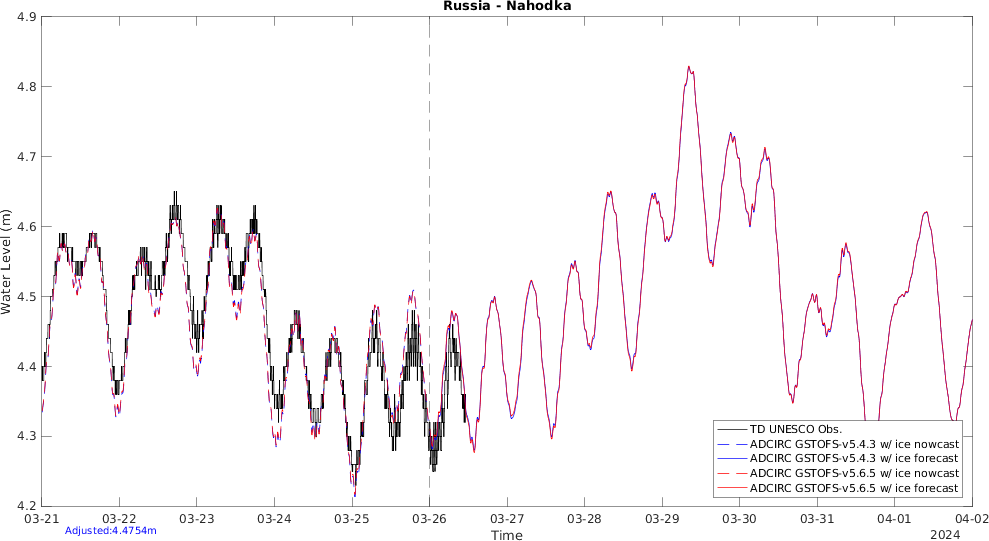 Russia - Nahodka
4.9
4.8
4.7
4.6
4.5
4.4
4.3
4.2
Water Level (m)
TD UNESCO Obs.
ADCIRC GSTOFS-v5.4.3 w/ ice nowcast
ADCIRC GSTOFS-v5.4.3 w/ ice forecast
ADCIRC GSTOFS-v5.6.5 w/ ice nowcast
ADCIRC GSTOFS-v5.6.5 w/ ice forecast
03-21 03-22 03-23 03-24 03-25 03-26 03-27 03-28 03-29 03-30 03-31 04-01 04-02
Adjusted:4.4754m
Time
2024